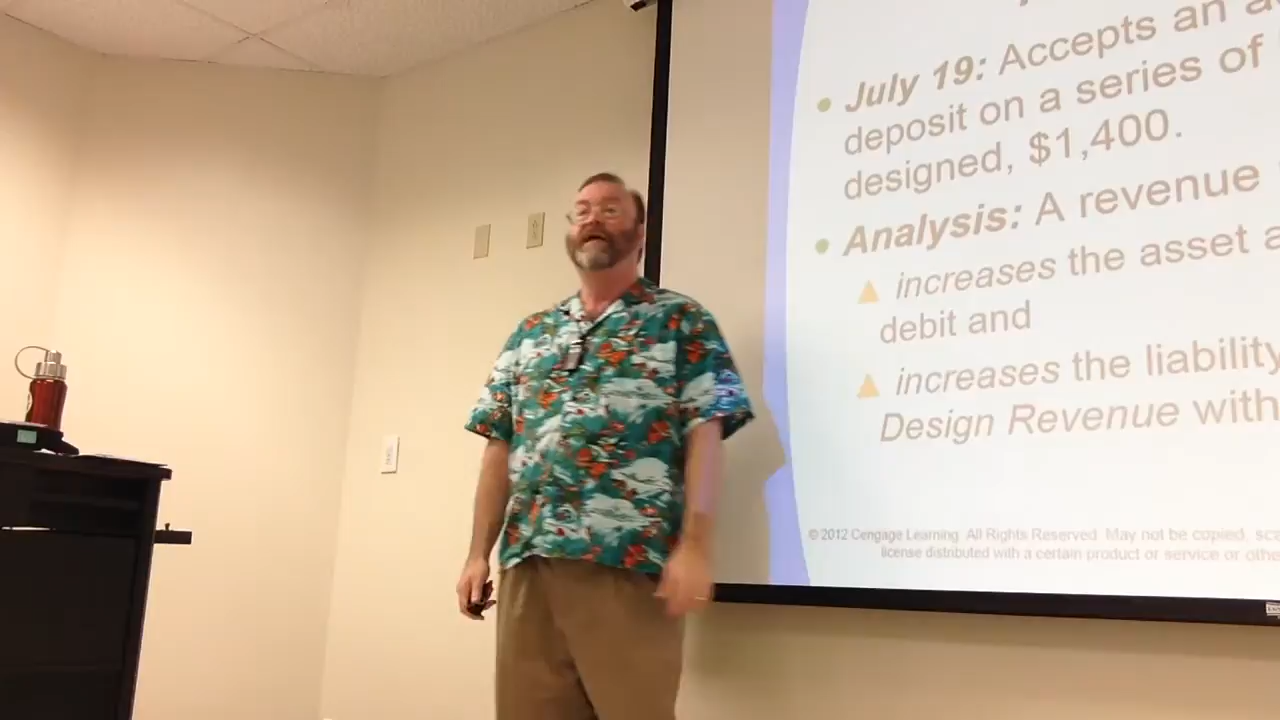 July 19: Accepts an
deposit on a series of
designed, $1,400.
Analysis: A revenue
increases the asset
debit and
increases the liability
Design Revenue with
© 2012 Cengage Learning. All Rights Reserved. May not be copied,
license distributed with a certain product or service or